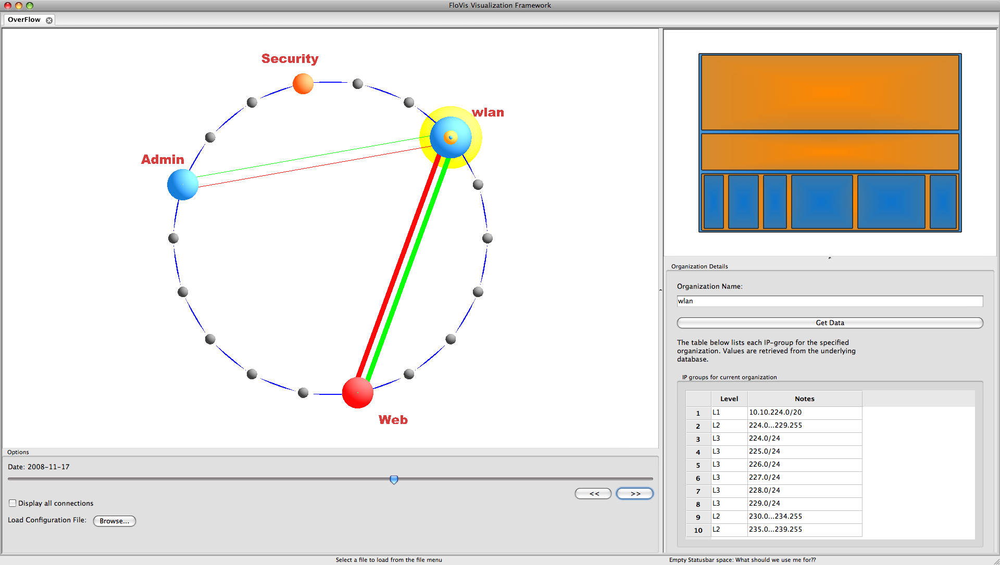 FloVis Visualization Framework
OverFlow
Security
wlan
Admin
Web
Options
Date: 2008-11-17
<<
>>
Display all connections
Load Configuration File:
Browse...
Organization Details
Organization Name:
wlan
Get Data
The table below lists each IP-group for the specified
organization. Values are retrieved from the underlying
database.
IP groups for current organization
Level Notes
1 L1 10.10.224.0/20
2 L2 224.0...229.255
3 L3 224.0/24
4 L3 225.0/24
5 L3 226.0/24
6 L3 227.0/24
7 L3 228.0/24
8 L3 229.0/24
9 L2 230.0...234.255
10 L2 235.0...239.255
Select a file to load from the file menu
Empty Statusbar space: What should we use me for??